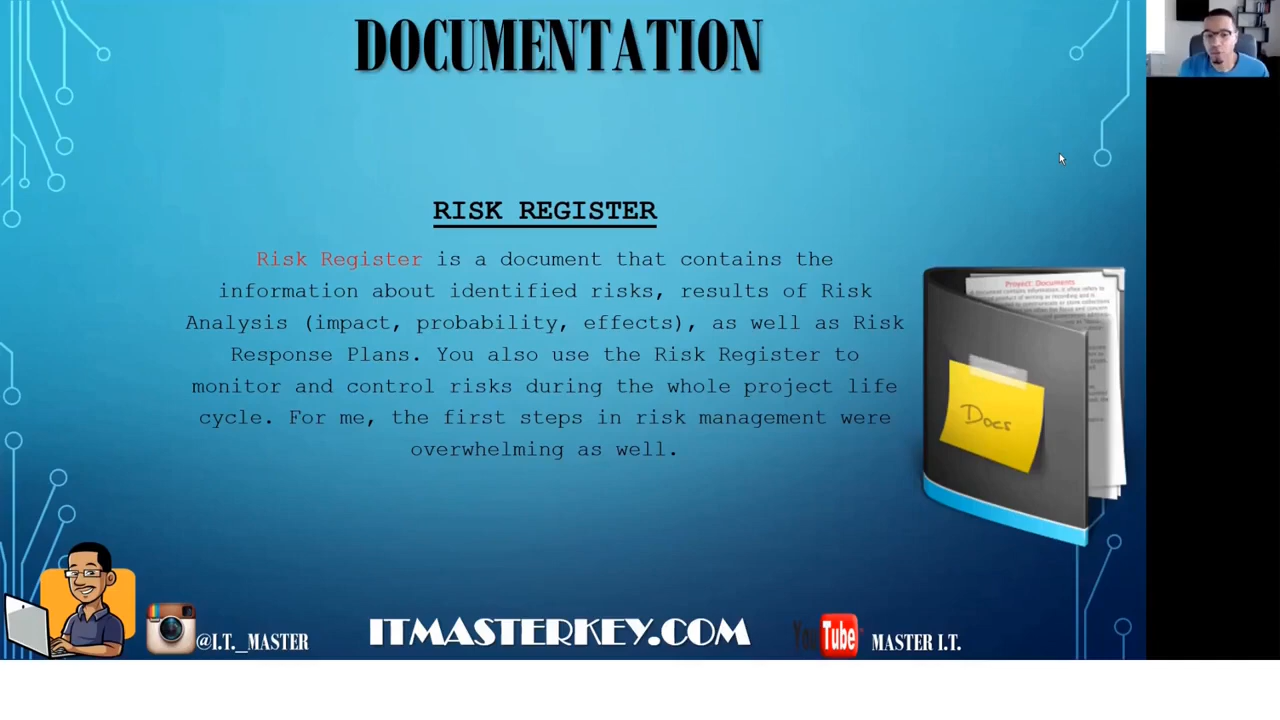 DOCUMENTATION
RISK REGISTER
Risk Register is a document that contains the
information about identified risks, results of Risk
Analysis (impact, probability, effects), as well as Risk
Response Plans. You also use the Risk Register to
monitor and control risks during the whole project life
cycle. For me, the first steps in risk management were
overwhelming as well.
Project: Documents
Docs
@I.T._MASTER
ITMASTERKEY.COM
YouTube
MASTER I.T.